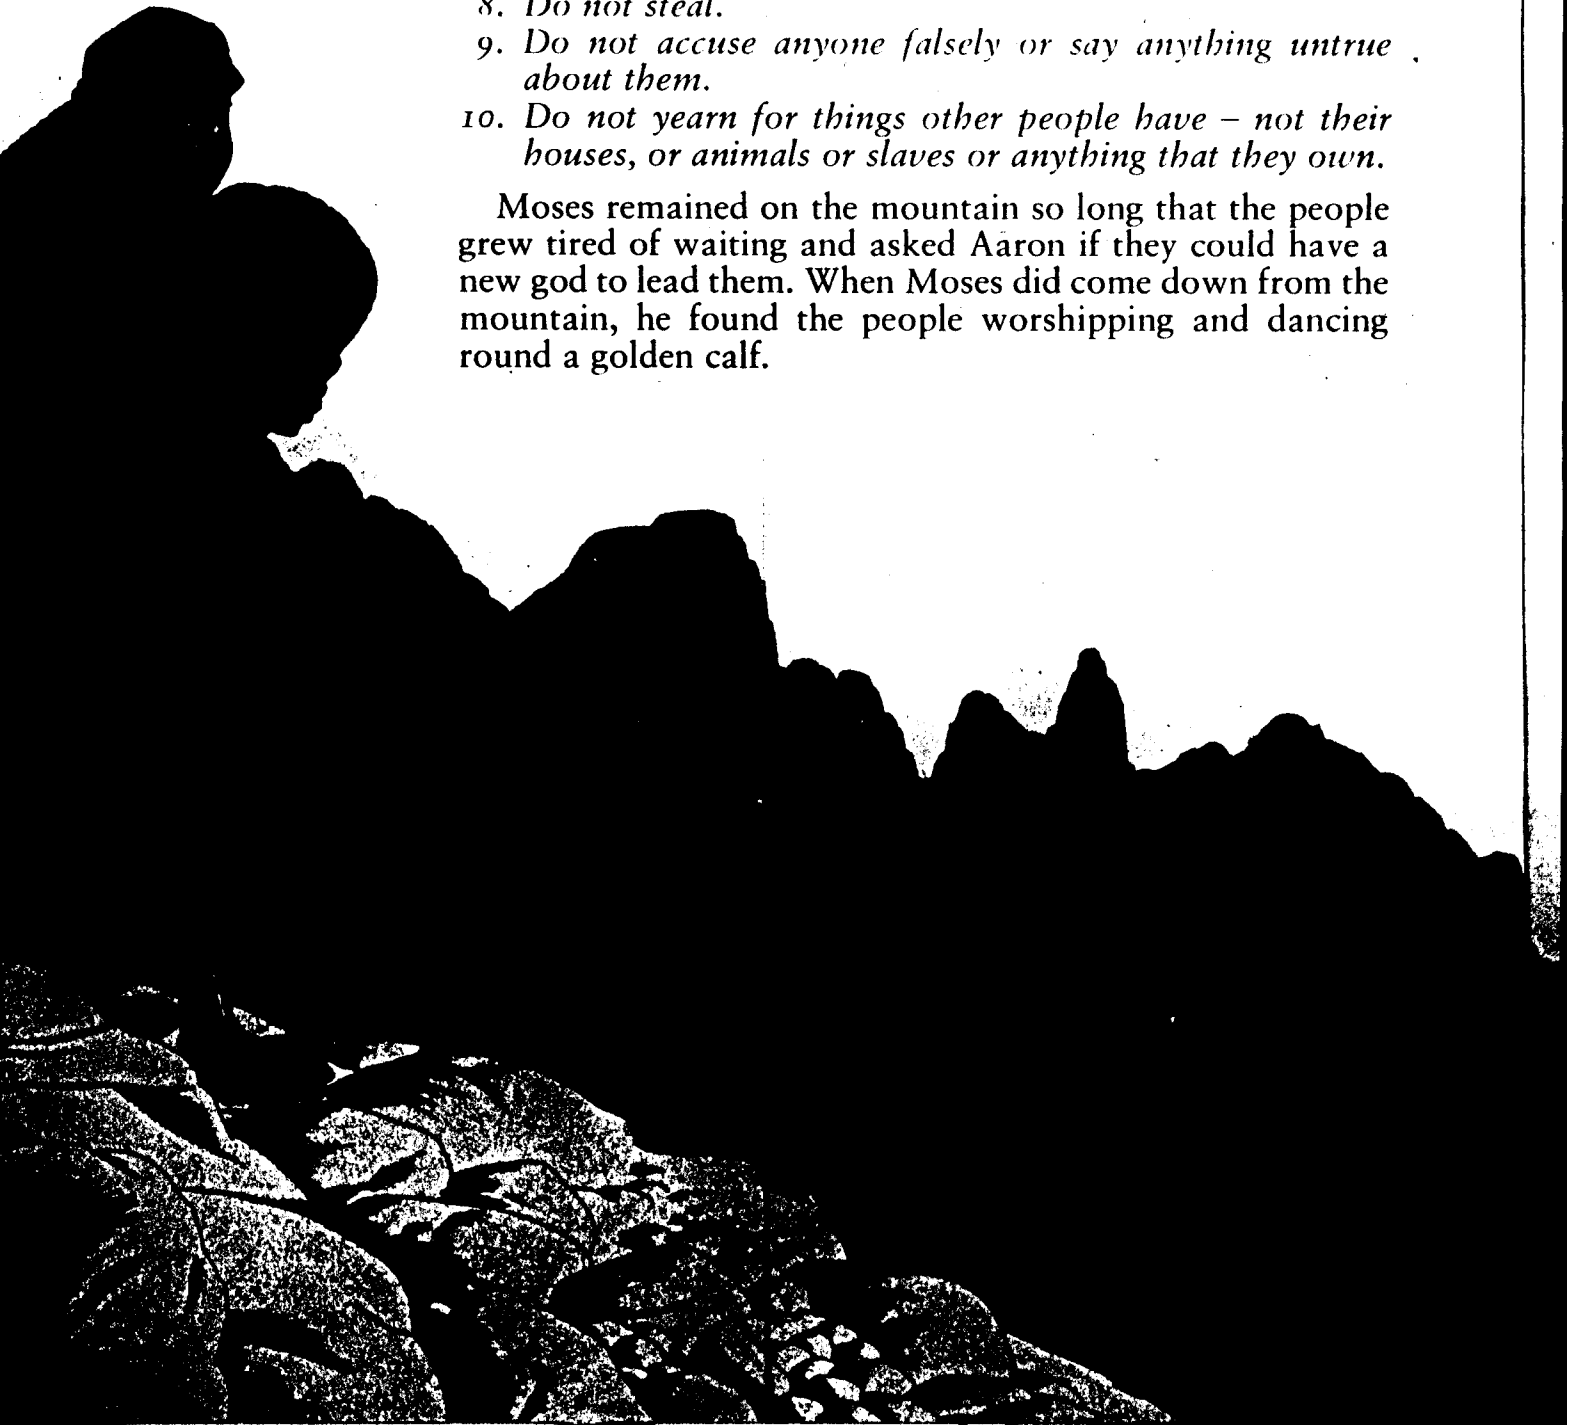 8. Do not steal.
9. Do not accuse anyone falsely or say anything untrue
about them.
10. Do not yearn for things other people have – not their
houses, or animals or slaves or anything that they own.
Moses remained on the mountain so long that the people
grew tired of waiting and asked Aaron if they could have a
new god to lead them. When Moses did come down from the
mountain, he found the people worshipping and dancing
round a golden calf.